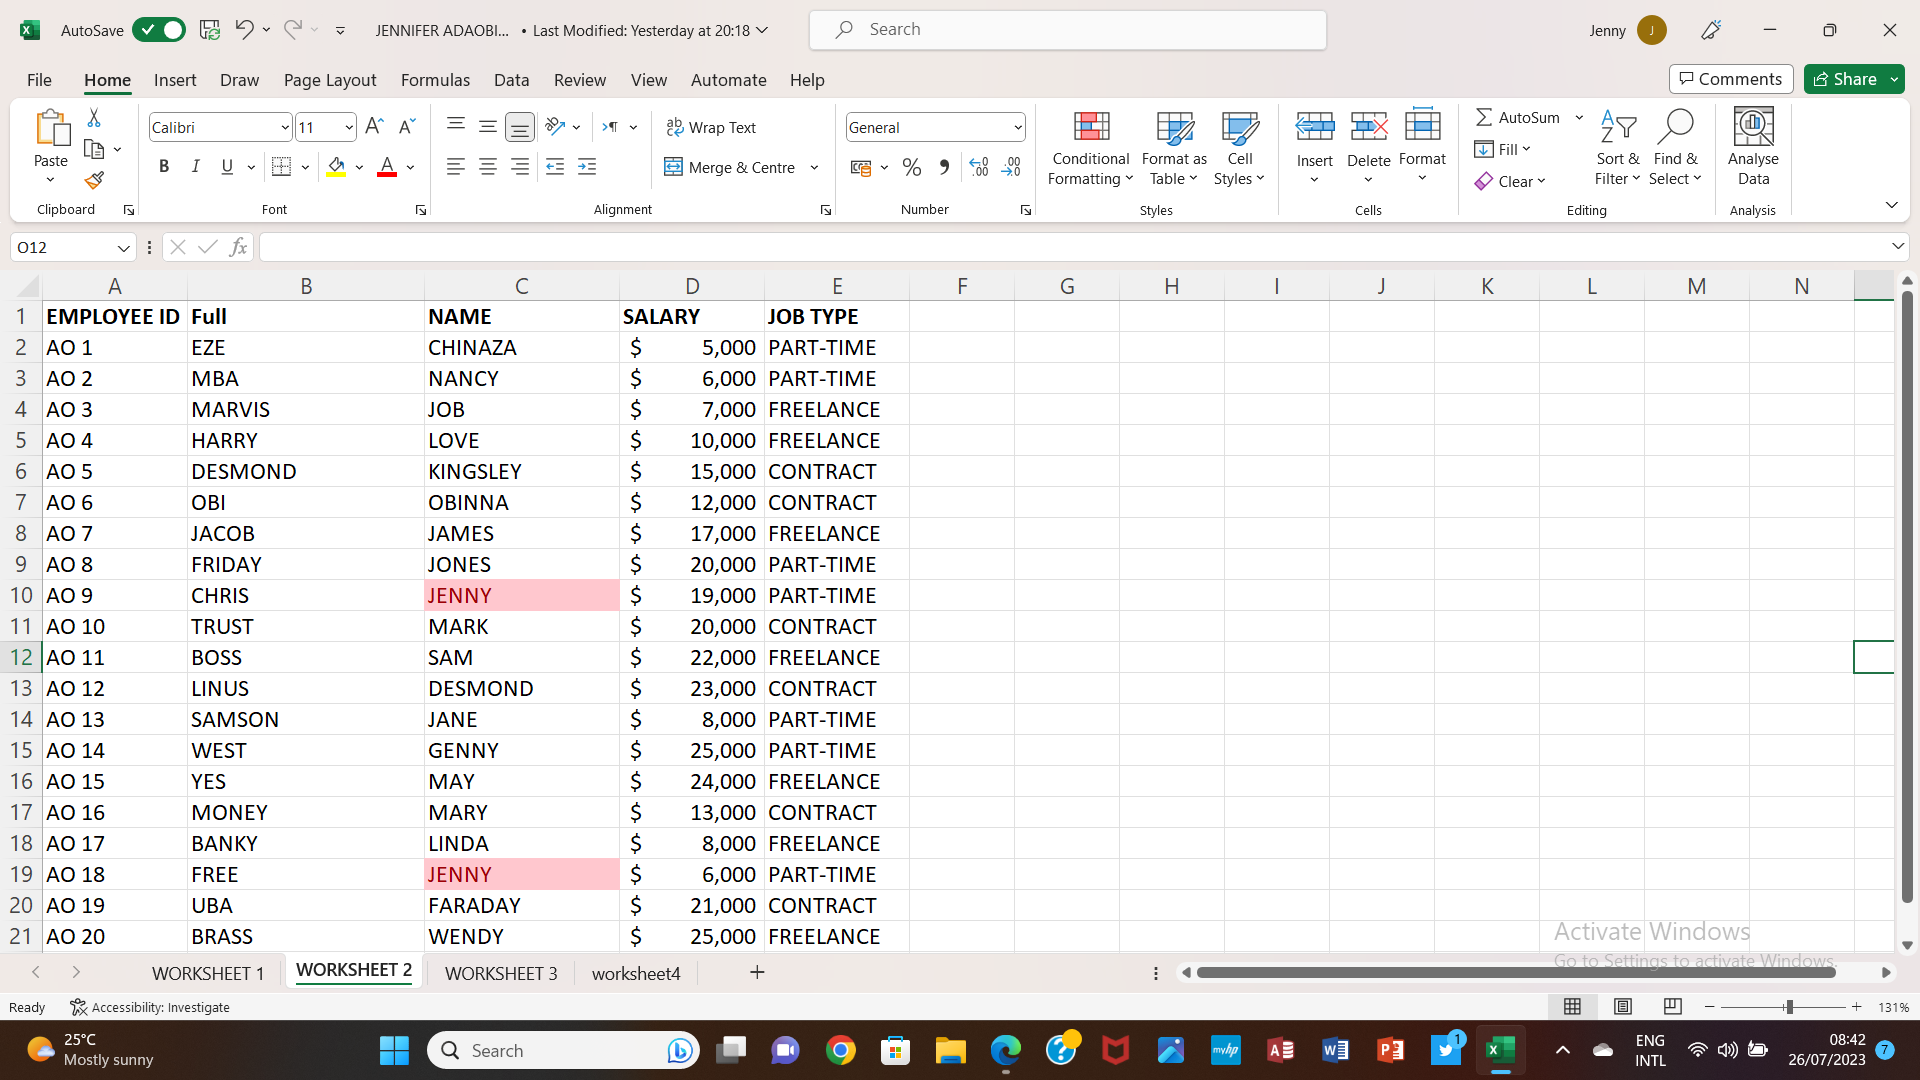 AutoSave JENNIFER ADAOBI... • Last Modified: Yesterday at 20:18 Search Jenny J
File Home Insert Draw Page Layout Formulas Data Review View Automate Help Comments Share
Paste Calibri 11 Wrap Text General Conditional Formatting Format as Table Cell Styles Insert Delete Format AutoSum Sort & Filter Find & Select Analyse Data
B I U A Merge & Centre % Fill
Clear
Clipboard Font Alignment Number Styles Cells Editing Analysis
O12 fx
A B C D E F G H I J K L M N
1 EMPLOYEE ID Full NAME SALARY JOB TYPE
2 AO 1 EZE CHINAZA $ 5,000 PART-TIME
3 AO 2 MBA NANCY $ 6,000 PART-TIME
4 AO 3 MARVIS JOB $ 7,000 FREELANCE
5 AO 4 HARRY LOVE $ 10,000 FREELANCE
6 AO 5 DESMOND KINGSLEY $ 15,000 CONTRACT
7 AO 6 OBI OBINNA $ 12,000 CONTRACT
8 AO 7 JACOB JAMES $ 17,000 FREELANCE
9 AO 8 FRIDAY JONES $ 20,000 PART-TIME
10 AO 9 CHRIS JENNY $ 19,000 PART-TIME
11 AO 10 TRUST MARK $ 20,000 CONTRACT
12 AO 11 BOSS SAM $ 22,000 FREELANCE
13 AO 12 LINUS DESMOND $ 23,000 CONTRACT
14 AO 13 SAMSON JANE $ 8,000 PART-TIME
15 AO 14 WEST GENNY $ 25,000 PART-TIME
16 AO 15 YES MAY $ 24,000 FREELANCE
17 AO 16 MONEY MARY $ 13,000 CONTRACT
18 AO 17 BANKY LINDA $ 8,000 FREELANCE
19 AO 18 FREE JENNY $ 6,000 PART-TIME
20 AO 19 UBA FARADAY $ 21,000 CONTRACT
21 AO 20 BRASS WENDY $ 25,000 FREELANCE
Activate Windows
Go to Settings to activate Windows.
WORKSHEET 1 WORKSHEET 2 WORKSHEET 3 worksheet4 +
Ready Accessibility: Investigate 131%
25°C
Mostly sunny
Search
ENG
INTL
08:42
26/07/2023
7